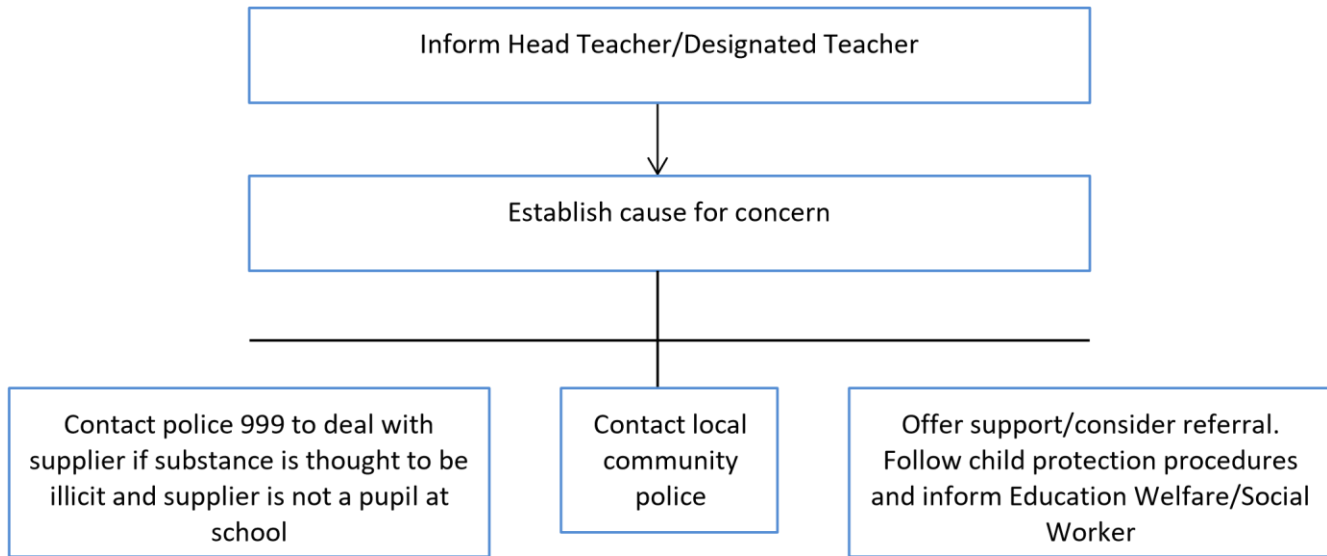 Inform Head Teacher/Designated Teacher
Establish cause for concern
Contact police 999 to deal with
supplier if substance is thought to be
illicit and supplier is not a pupil at
school
Contact local
community
police
Offer support/consider referral.
Follow child protection procedures
and inform Education Welfare/Social
Worker